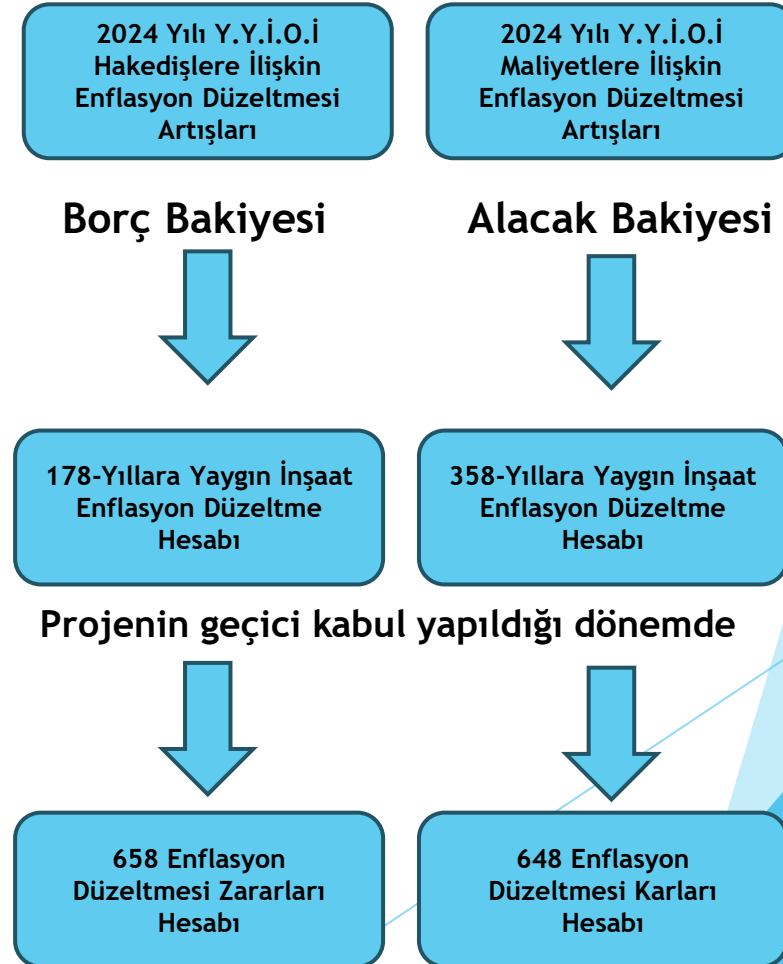 2024 Yılı Y.Y.İ.O.İ
Hakedişlere İlişkin
Enflasyon Düzeltmesi
Artışları
2024 Yılı Y.Y.İ.O.İ
Maliyetlere İlişkin
Enflasyon Düzeltmesi
Artışları
Borç Bakiyesi
Alacak Bakiyesi
178-Yıllara Yaygın İnşaat
Enflasyon Düzeltme
Hesabı
358-Yıllara Yaygın İnşaat
Enflasyon Düzeltme
Hesabı
Projenin geçici kabul yapıldığı dönemde
658 Enflasyon
Düzeltmesi Zararları
Hesabı
648 Enflasyon
Düzeltmesi Karları
Hesabı